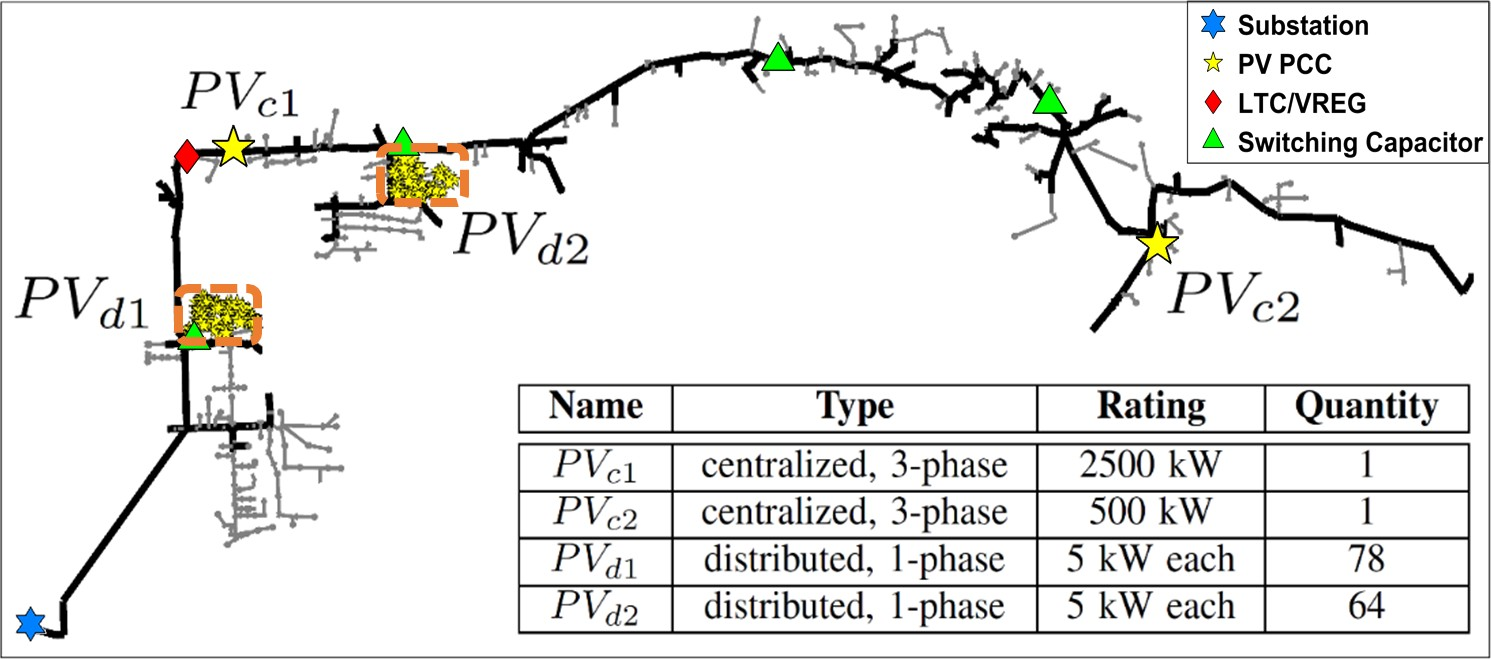 Substation
PV PCC
LTC/VREG
Switching Capacitor
PVc1
PVd2
PVd1
PVc2
Name Type Rating Quantity
PVc1 centralized, 3-phase 2500 kW 1
PVc2 centralized, 3-phase 500 kW 1
PVd1 distributed, 1-phase 5 kW each 78
PVd2 distributed, 1-phase 5 kW each 64